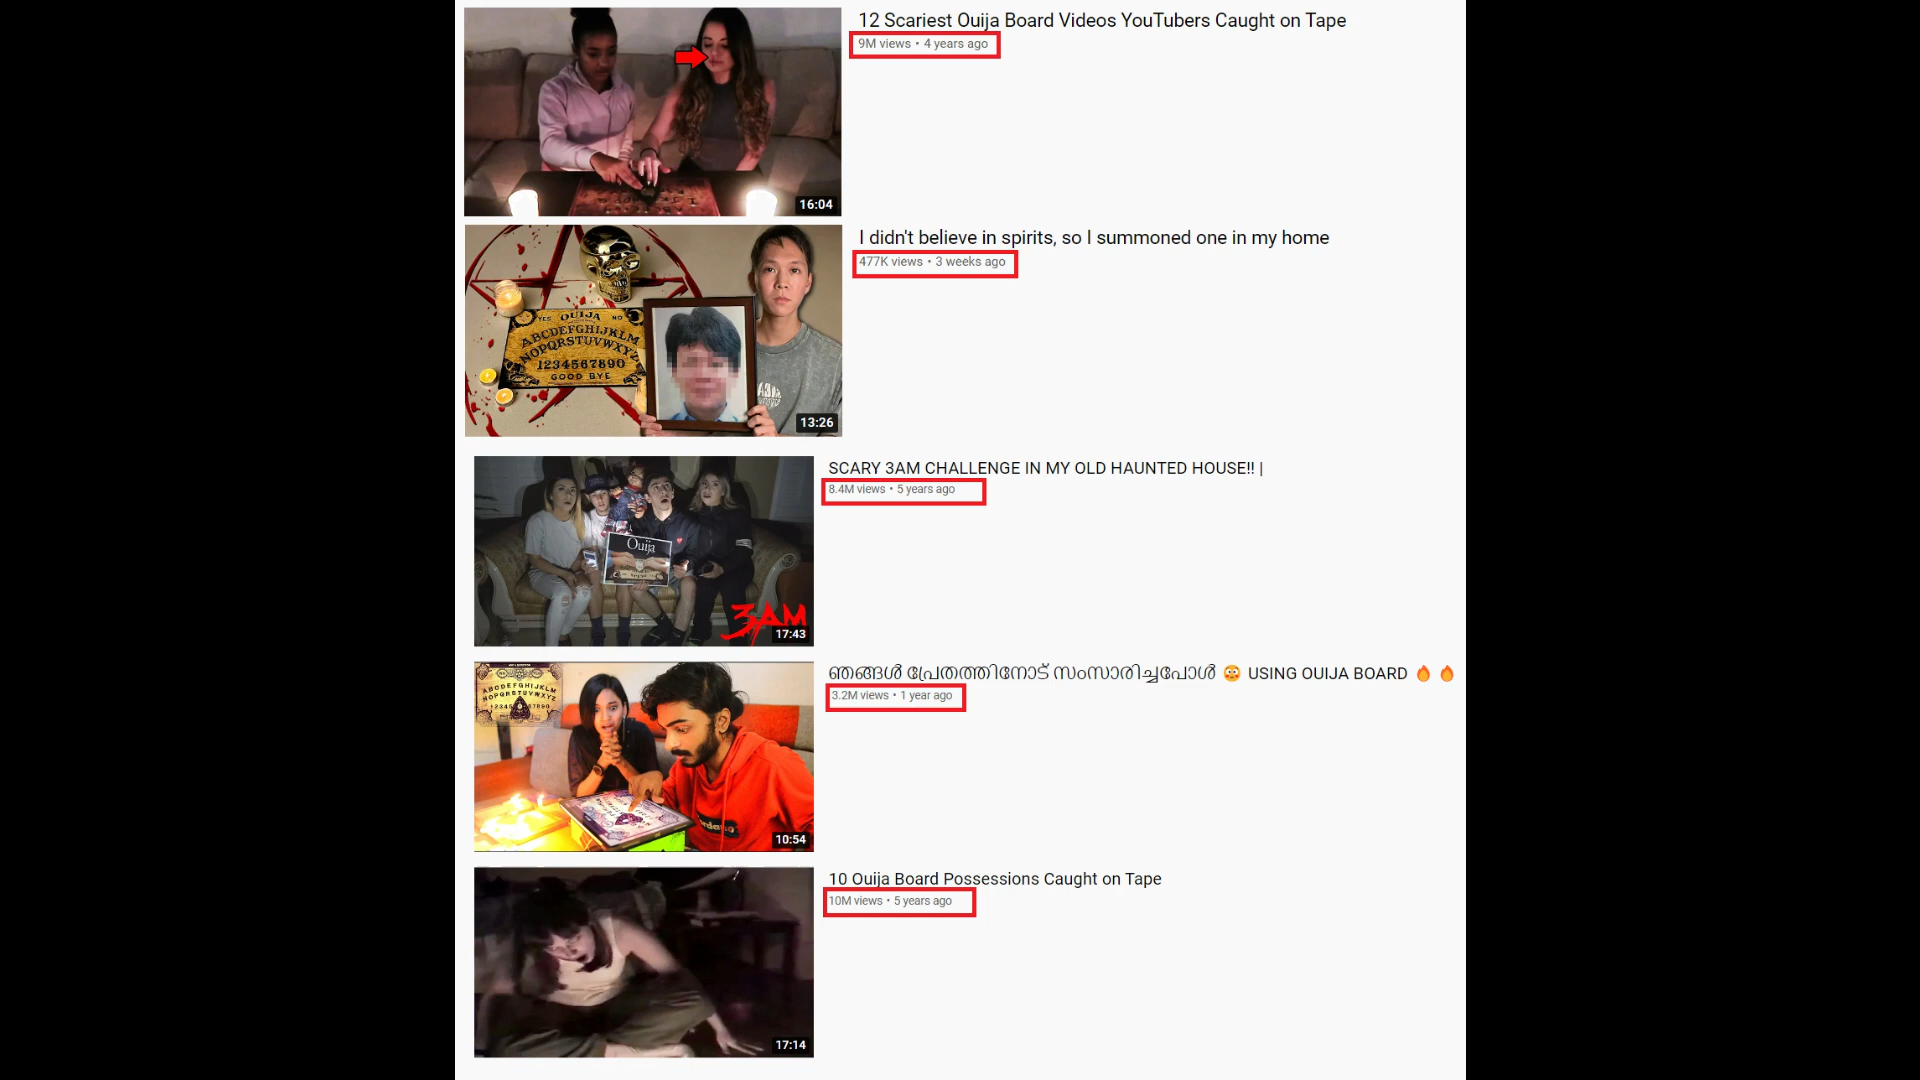 12 Scariest Ouija Board Videos YouTubers Caught on Tape
9M views • 4 years ago
16:04
I didn't believe in spirits, so I summoned one in my home
477K views • 3 weeks ago
YES OUIJA NO
ABCDEFGHIJKLM
NOPQRSTUVWXYZ
1234567890
GOOD BYE
13:26
SCARY 3AM CHALLENGE IN MY OLD HAUNTED HOUSE!! |
8.4M views • 5 years ago
Ouija
3AM
17:43
ഞങ്ങൾ പ്രേതത്തിനോട് സംസാരിച്ചപോൾ 😳 USING OUIJA BOARD 🔥 🔥
3.2M views • 1 year ago
ABCDEFGHIJKLM
NOPQRSTUVWXYZ
10:54
10 Ouija Board Possessions Caught on Tape
10M views • 5 years ago
17:14